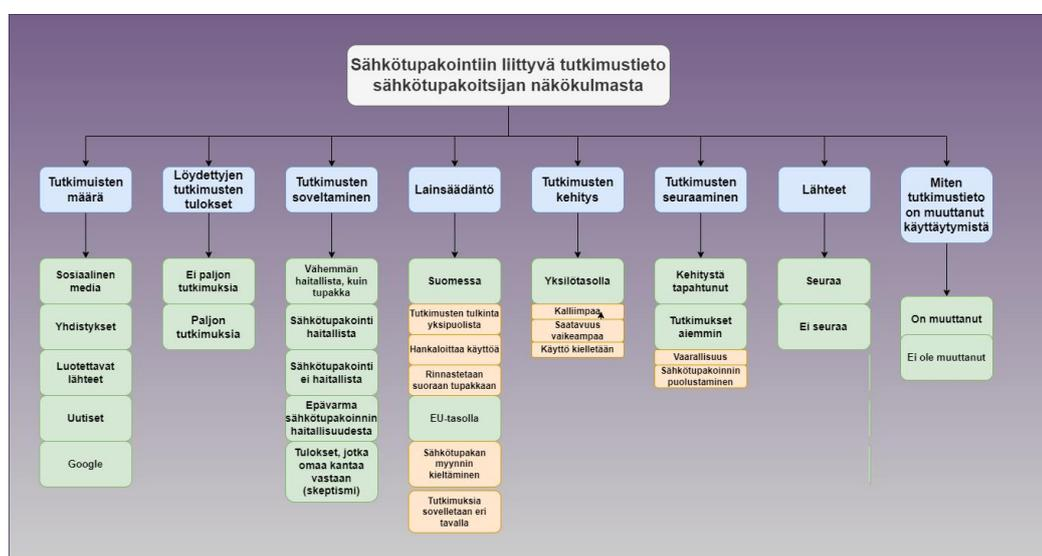 Sähkötupakointiin liittyvä tutkimustieto
sähkötupakoitsijan näkökulmasta
Tutkimuisten
määrä
Löydettyjen
tutkimusten
tulokset
Tutkimusten
soveltaminen
Lainsäädäntö
Tutkimusten
kehitys
Tutkimusten
seuraaminen
Lähteet
Miten
tutkimustieto
on muuttanut
käyttäytymistä
Sosiaalinen
media
Yhdistykset
Luotettavat
lähteet
Uutiset
Google
Ei paljon
tutkimuksia
Paljon
tutkimuksia
Vähemmän
haitallista, kuin
tupakka
Sähkötupakointi
haitallista
Sähkötupakointi
ei haitallista
Epävarma
sähkötupakoinnin
haitallisuudesta
Tulokset, jotka
omaa kantaa
vastaan
(skeptismi)
Suomessa
Tutkimusten tulkinta
yksipuolista
Hankaloittaa käyttöä
Rinnastetaan
suoraan tupakkaan
EU-tasolla
Sähkötupakan
myynnin
kieltäminen
Tutkimuksia
sovelletaan eri
tavalla
Yksilötasolla
Kalliimpaa
Saatavuus
vaikeampaa
Käyttö kielletään
Kehitystä
tapahtunut
Tutkimukset
aiemmin
Vaarallisuus
Sähkötupakoinnin
puolustaminen
Seuraa
Ei seuraa
On muuttanut
Ei ole muuttanut